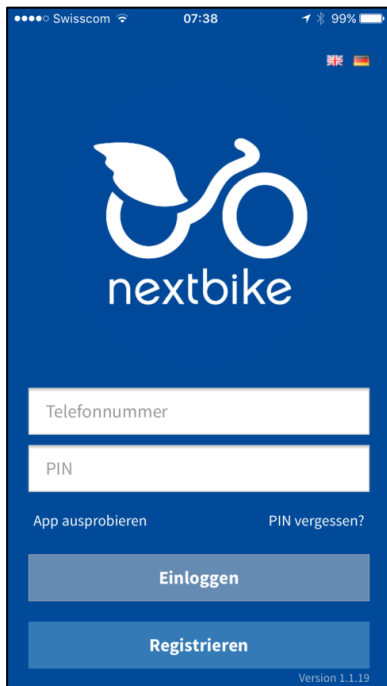 Swisscom 07:38 99%
nextbike
Telefonnummer
PIN
App ausprobieren PIN vergessen?
Einloggen
Registrieren
Version 1.1.19